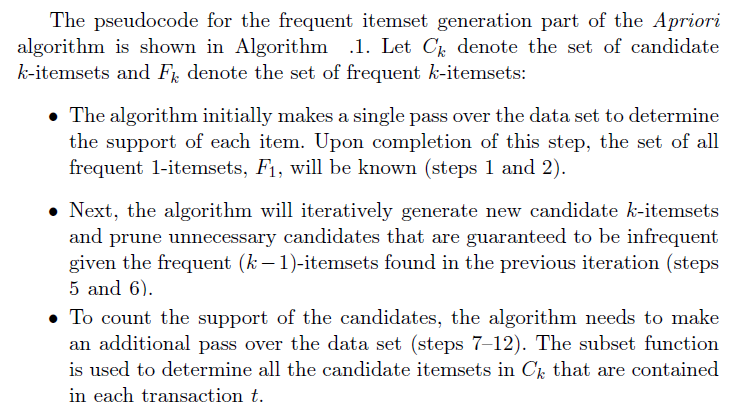 The pseudocode for the frequent itemset generation part of the Apriori
algorithm is shown in Algorithm .1. Let Cₖ denote the set of candidate
k-itemsets and Fₖ denote the set of frequent k-itemsets:
• The algorithm initially makes a single pass over the data set to determine
the support of each item. Upon completion of this step, the set of all
frequent 1-itemsets, F₁, will be known (steps 1 and 2).
• Next, the algorithm will iteratively generate new candidate k-itemsets
and prune unnecessary candidates that are guaranteed to be infrequent
given the frequent (k − 1)-itemsets found in the previous iteration (steps
5 and 6).
• To count the support of the candidates, the algorithm needs to make
an additional pass over the data set (steps 7–12). The subset function
is used to determine all the candidate itemsets in Cₖ that are contained
in each transaction t.